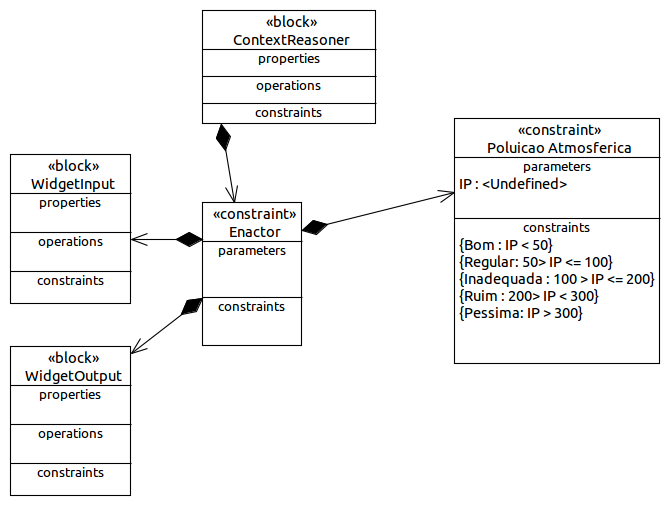 «block»
ContextReasoner
properties
operations
constraints
«block»
WidgetInput
properties
operations
constraints
«constraint»
Enactor
parameters
constraints
«constraint»
Poluicao Atmosferica
parameters
IP : <Undefined>
constraints
{Bom : IP < 50}
{Regular: 50> IP <= 100}
{Inadequada : 100 > IP <= 200}
{Ruim : 200> IP < 300}
{Pessima: IP > 300}
«block»
WidgetOutput
properties
operations
constraints